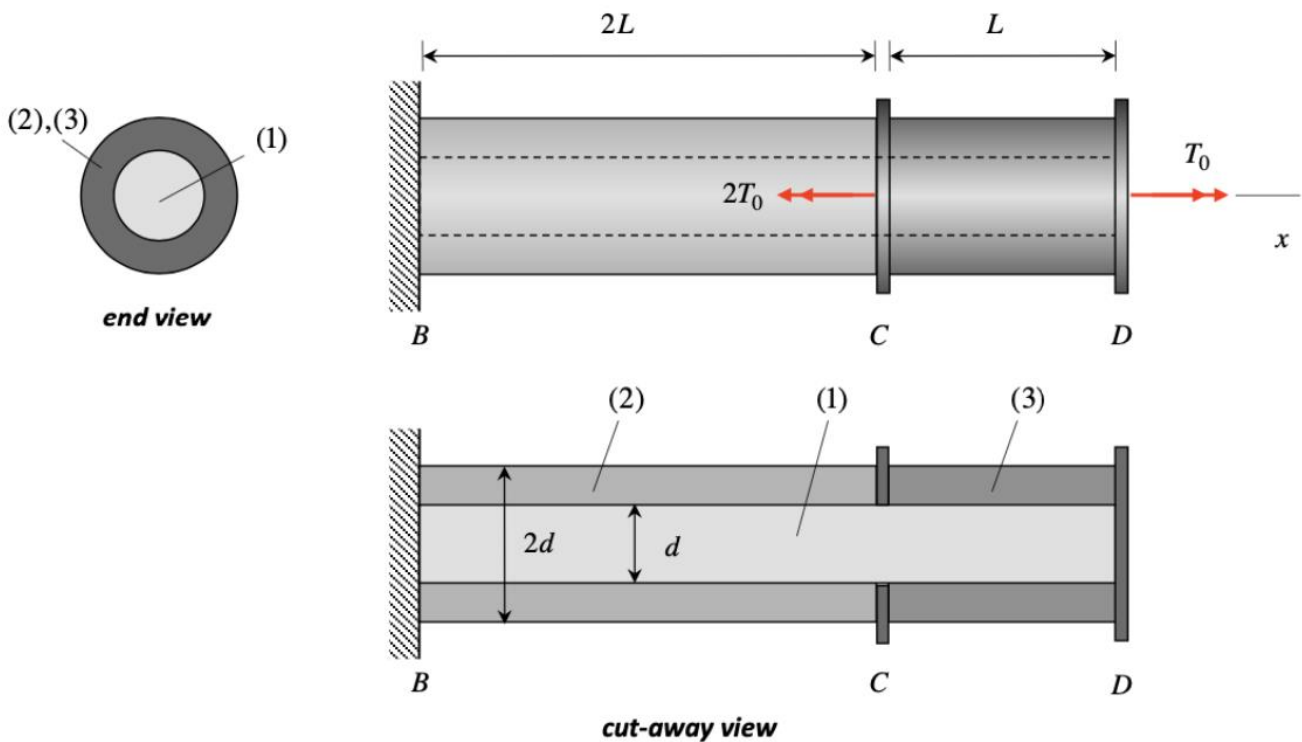 2L
L
(2),(3)
(1)
2T₀
T₀
x
end view
B
C
D
(2)
(1)
(3)
2d
d
B
C
D
cut-away view